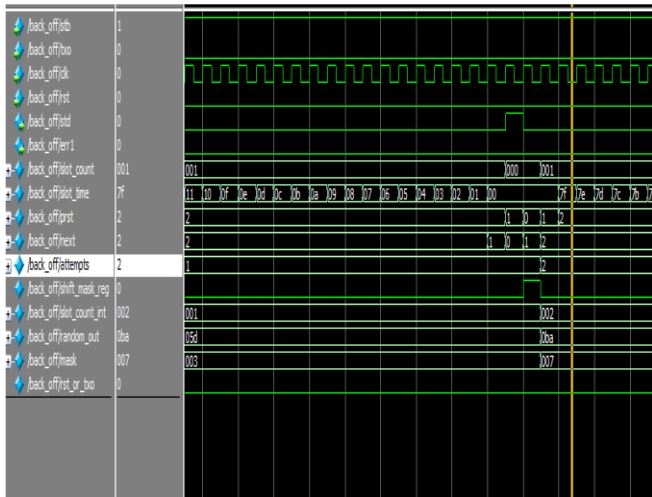 /back_off/stb 1
/back_off/txo 0
/back_off/clk 0
/back_off/rst 0
/back_off/std 0
/back_off/err1 0
/back_off/slot_count 001 001 000 001
/back_off/slot_time 7f 11 10 0f 0e 0d 0c 0b 0a 09 08 07 06 05 04 03 02 01 00 7f 7e 7d 7c 7b 7
/back_off/prst 2 2 1 0 1 2
/back_off/next 2 2 1 0 1 2
/back_off/attempts 2 1 2
/back_off/shift_mask_reg 0
/back_off/slot_count_int 002 001 002
/back_off/random_out 0ba 05d 0ba
/back_off/mask 007 003 007
/back_off/rst_or_txo 0